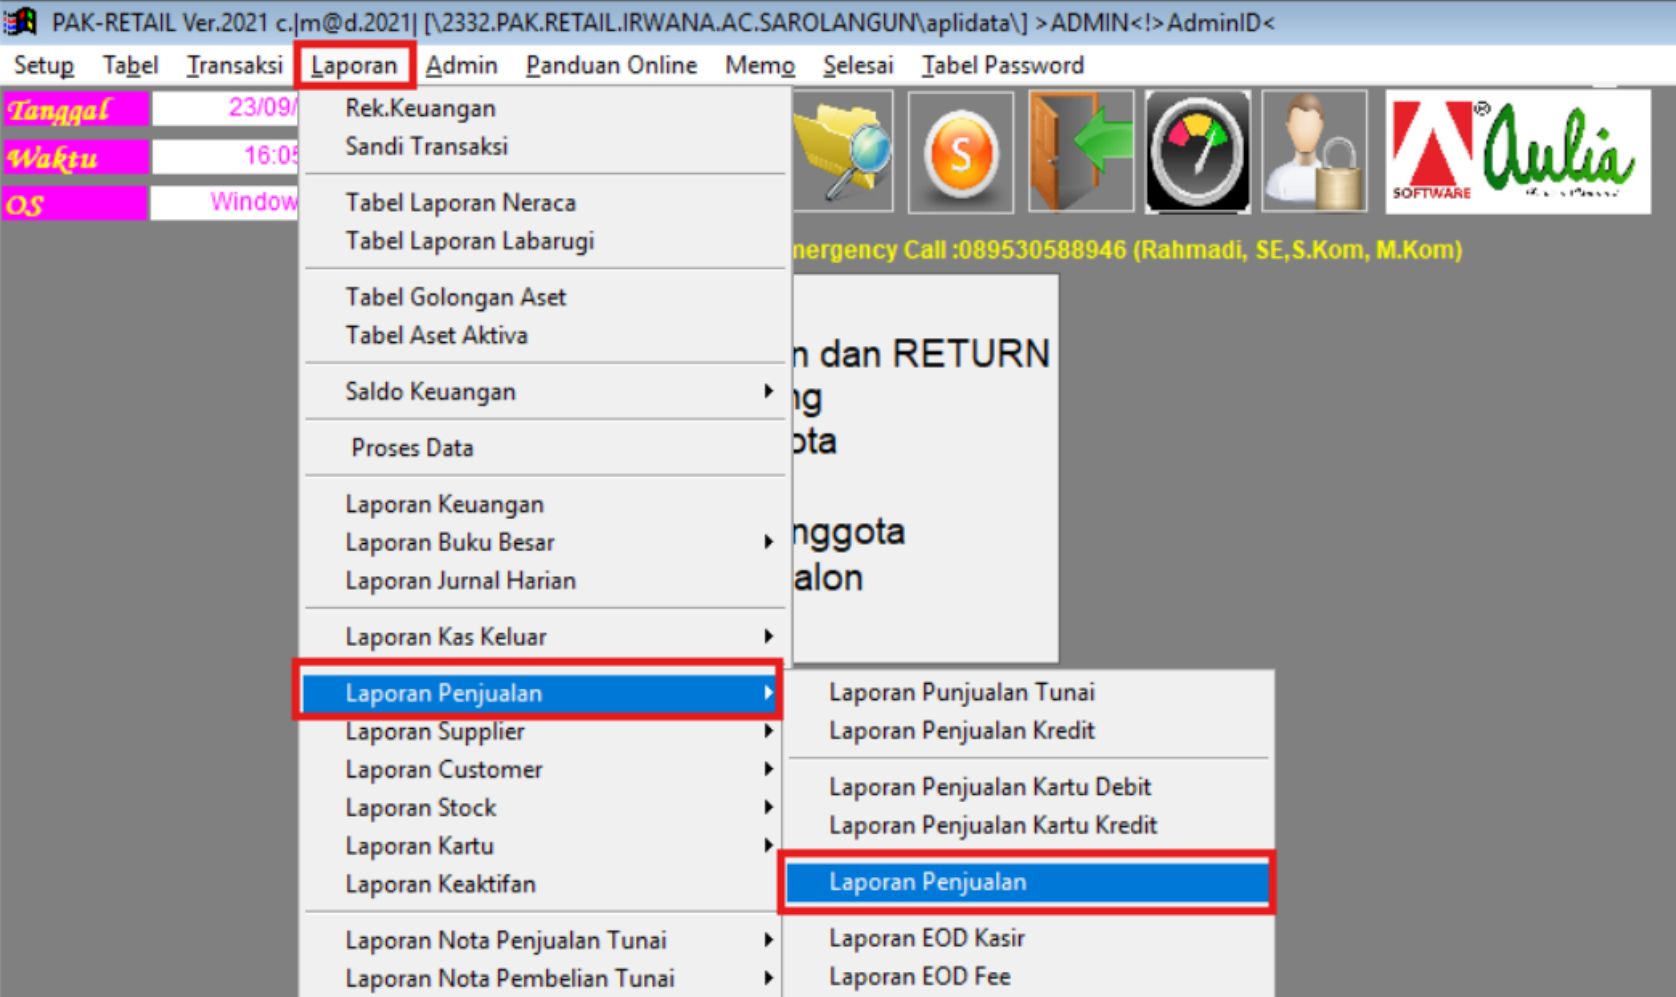 PAK-RETAIL Ver.2021 c.|m@d.2021| [\2332.PAK.RETAIL.IRWANA.AC.SAROLANGUN\aplidata\] >ADMIN<!>AdminID<
Setup Tabel Transaksi Laporan Admin Panduan Online Memo Selesai Tabel Password
Tanggal 23/09/
Waktu 16:05
OS Window
S
SOFTWARE
®
Aulia
mergency Call :089530588946 (Rahmadi, SE,S.Kom, M.Kom)
n dan RETURN
ng
ota
nggota
alon
Rek.Keuangan
Sandi Transaksi
Tabel Laporan Neraca
Tabel Laporan Labarugi
Tabel Golongan Aset
Tabel Aset Aktiva
Saldo Keuangan
Proses Data
Laporan Keuangan
Laporan Buku Besar
Laporan Jurnal Harian
Laporan Kas Keluar
Laporan Penjualan
Laporan Supplier
Laporan Customer
Laporan Stock
Laporan Kartu
Laporan Keaktifan
Laporan Nota Penjualan Tunai
Laporan Nota Pembelian Tunai
Laporan Punjualan Tunai
Laporan Penjualan Kredit
Laporan Penjualan Kartu Debit
Laporan Penjualan Kartu Kredit
Laporan Penjualan
Laporan EOD Kasir
Laporan EOD Fee